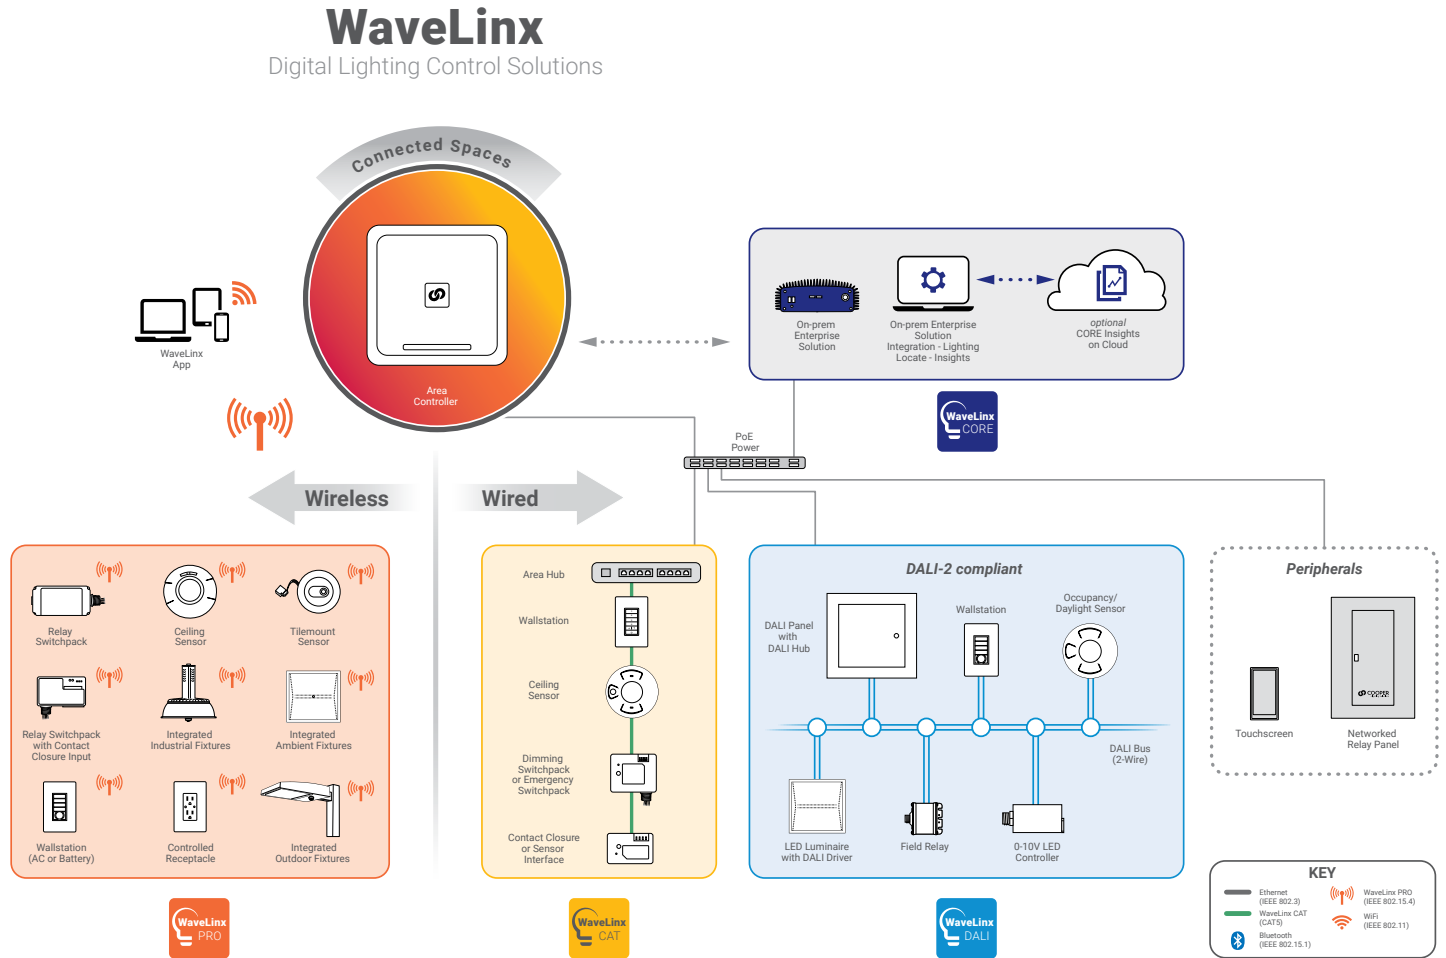 WaveLinx
Digital Lighting Control Solutions
Connected Spaces
Area
Controller
WaveLinx
App
On-prem
Enterprise
Solution
On-prem Enterprise
Solution
Integration - Lighting
Locate - Insights
optional
CORE Insights
on Cloud
WaveLinx
CORE
PoE
Power
Wireless
Wired
Relay
Switchpack
Ceiling
Sensor
Tilemount
Sensor
Relay Switchpack
with Contact
Closure Input
Integrated
Industrial Fixtures
Integrated
Ambient Fixtures
Wallstation
(AC or Battery)
Controlled
Receptacle
Integrated
Outdoor Fixtures
WaveLinx
PRO
Area Hub
Wallstation
Ceiling
Sensor
Dimming
Switchpack
or Emergency
Switchpack
Contact Closure
or Sensor
Interface
WaveLinx
CAT
DALI-2 compliant
DALI Panel
with
DALI Hub
Wallstation
Occupancy/
Daylight Sensor
DALI Bus
(2-Wire)
LED Luminaire
with DALI Driver
Field Relay
0-10V LED
Controller
WaveLinx
DALI
Peripherals
COOPER
Touchscreen
Networked
Relay Panel
KEY
Ethernet
(IEEE 802.3)
WaveLinx CAT
(CAT5)
Bluetooth
(IEEE 802.15.1)
WaveLinx PRO
(IEEE 802.15.4)
WiFi
(IEEE 802.11)